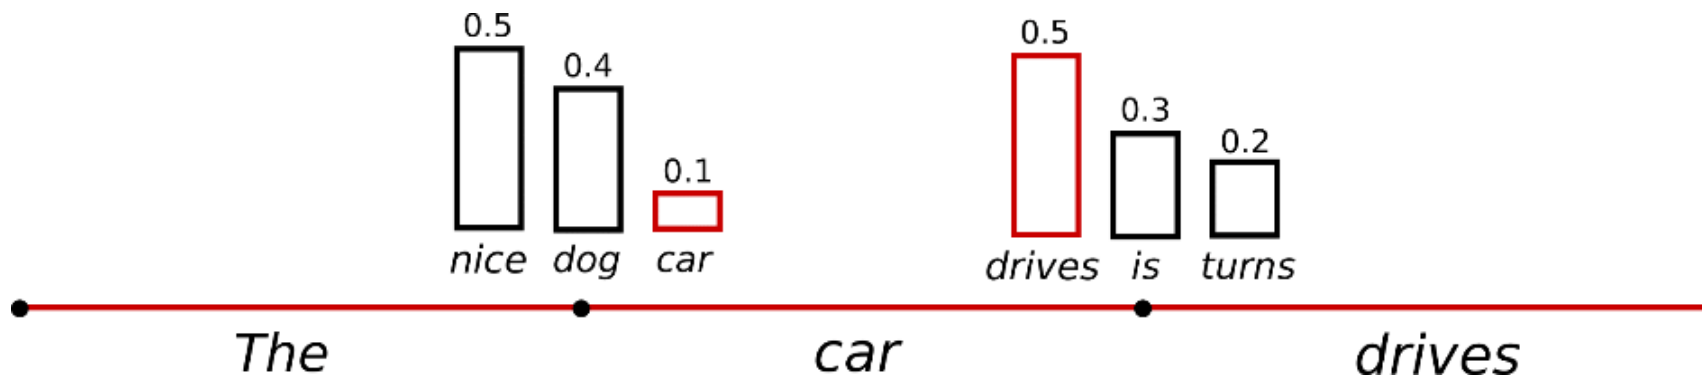 0.5 0.4 0.1
nice dog car
0.5 0.3 0.2
drives is turns
The car drives